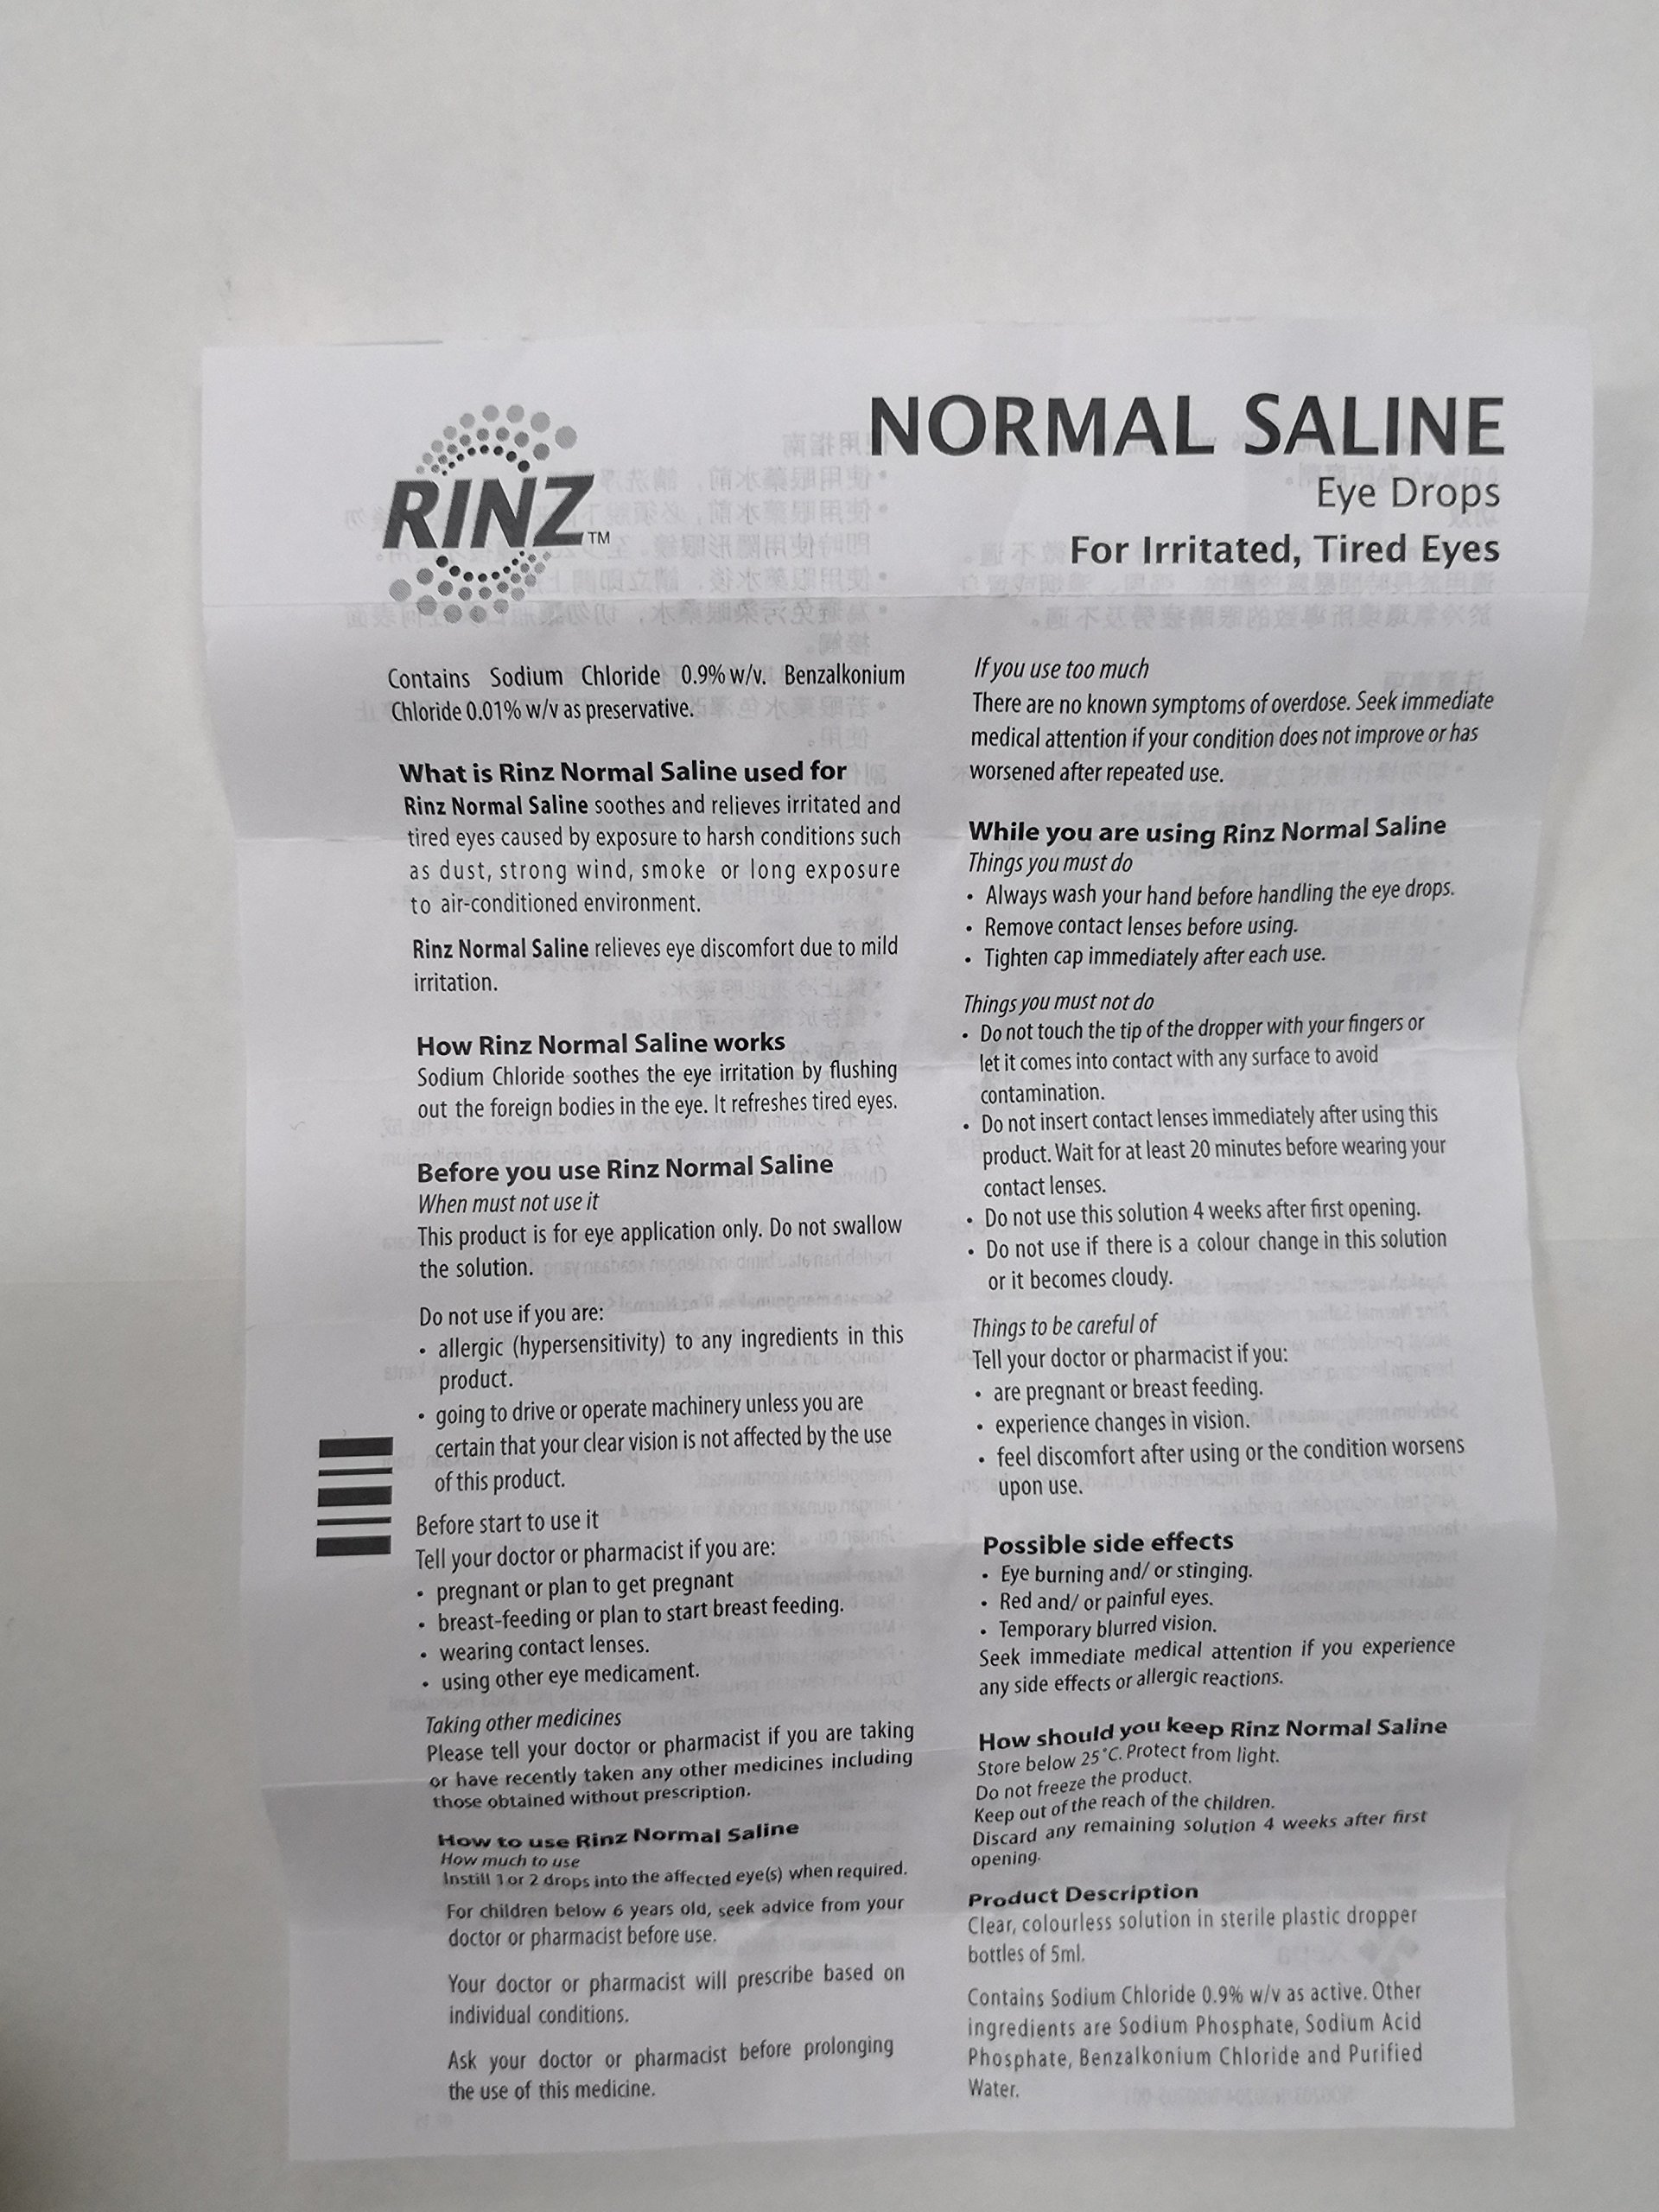 RINZ™
NORMAL SALINE
Eye Drops
For Irritated, Tired Eyes
Contains Sodium Chloride 0.9% w/v. Benzalkonium
Chloride 0.01% w/v as preservative.
What is Rinz Normal Saline used for
Rinz Normal Saline soothes and relieves irritated and
tired eyes caused by exposure to harsh conditions such
as dust, strong wind, smoke or long exposure
to air-conditioned environment.
Rinz Normal Saline relieves eye discomfort due to mild
irritation.
How Rinz Normal Saline works
Sodium Chloride soothes the eye irritation by flushing
out the foreign bodies in the eye. It refreshes tired eyes.
Before you use Rinz Normal Saline
When must not use it
This product is for eye application only. Do not swallow
the solution.
Do not use if you are:
• allergic (hypersensitivity) to any ingredients in this
product.
• going to drive or operate machinery unless you are
certain that your clear vision is not affected by the use
of this product.
Before start to use it
Tell your doctor or pharmacist if you are:
• pregnant or plan to get pregnant
• breast-feeding or plan to start breast feeding.
• wearing contact lenses.
• using other eye medicament.
Taking other medicines
Please tell your doctor or pharmacist if you are taking
or have recently taken any other medicines including
those obtained without prescription.
How to use Rinz Normal Saline
How much to use
Instill 1 or 2 drops into the affected eye(s) when required.
For children below 6 years old, seek advice from your
doctor or pharmacist before use.
Your doctor or pharmacist will prescribe based on
individual conditions.
Ask your doctor or pharmacist before prolonging
the use of this medicine.
If you use too much
There are no known symptoms of overdose. Seek immediate
medical attention if your condition does not improve or has
worsened after repeated use.
While you are using Rinz Normal Saline
Things you must do
• Always wash your hand before handling the eye drops.
• Remove contact lenses before using.
• Tighten cap immediately after each use.
Things you must not do
• Do not touch the tip of the dropper with your fingers or
let it comes into contact with any surface to avoid
contamination.
• Do not insert contact lenses immediately after using this
product. Wait for at least 20 minutes before wearing your
contact lenses.
• Do not use this solution 4 weeks after first opening.
• Do not use if there is a colour change in this solution
or it becomes cloudy.
Things to be careful of
Tell your doctor or pharmacist if you:
• are pregnant or breast feeding.
• experience changes in vision.
• feel discomfort after using or the condition worsens
upon use.
Possible side effects
• Eye burning and/ or stinging.
• Red and/ or painful eyes.
• Temporary blurred vision.
Seek immediate medical attention if you experience
any side effects or allergic reactions.
How should you keep Rinz Normal Saline
Store below 25°C. Protect from light.
Do not freeze the product.
Keep out of the reach of the children.
Discard any remaining solution 4 weeks after first
opening.
Product Description
Clear, colourless solution in sterile plastic dropper
bottles of 5ml.
Contains Sodium Chloride 0.9% w/v as active. Other
ingredients are Sodium Phosphate, Sodium Acid
Phosphate, Benzalkonium Chloride and Purified
Water.